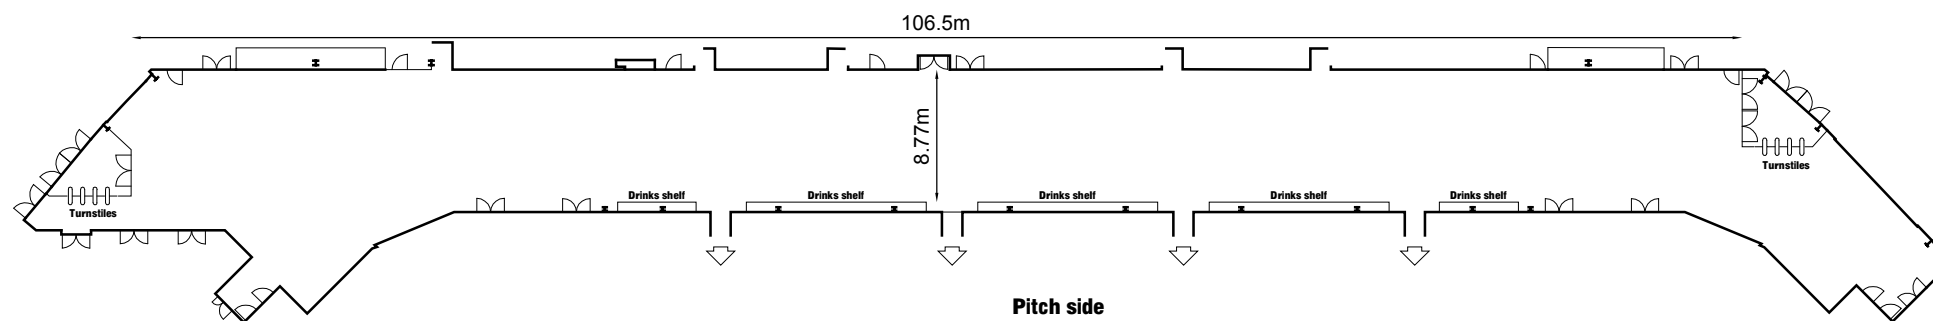 106.5m
8.77m
Turnstiles
Drinks shelf
Drinks shelf
Drinks shelf
Drinks shelf
Drinks shelf
Turnstiles
Pitch side